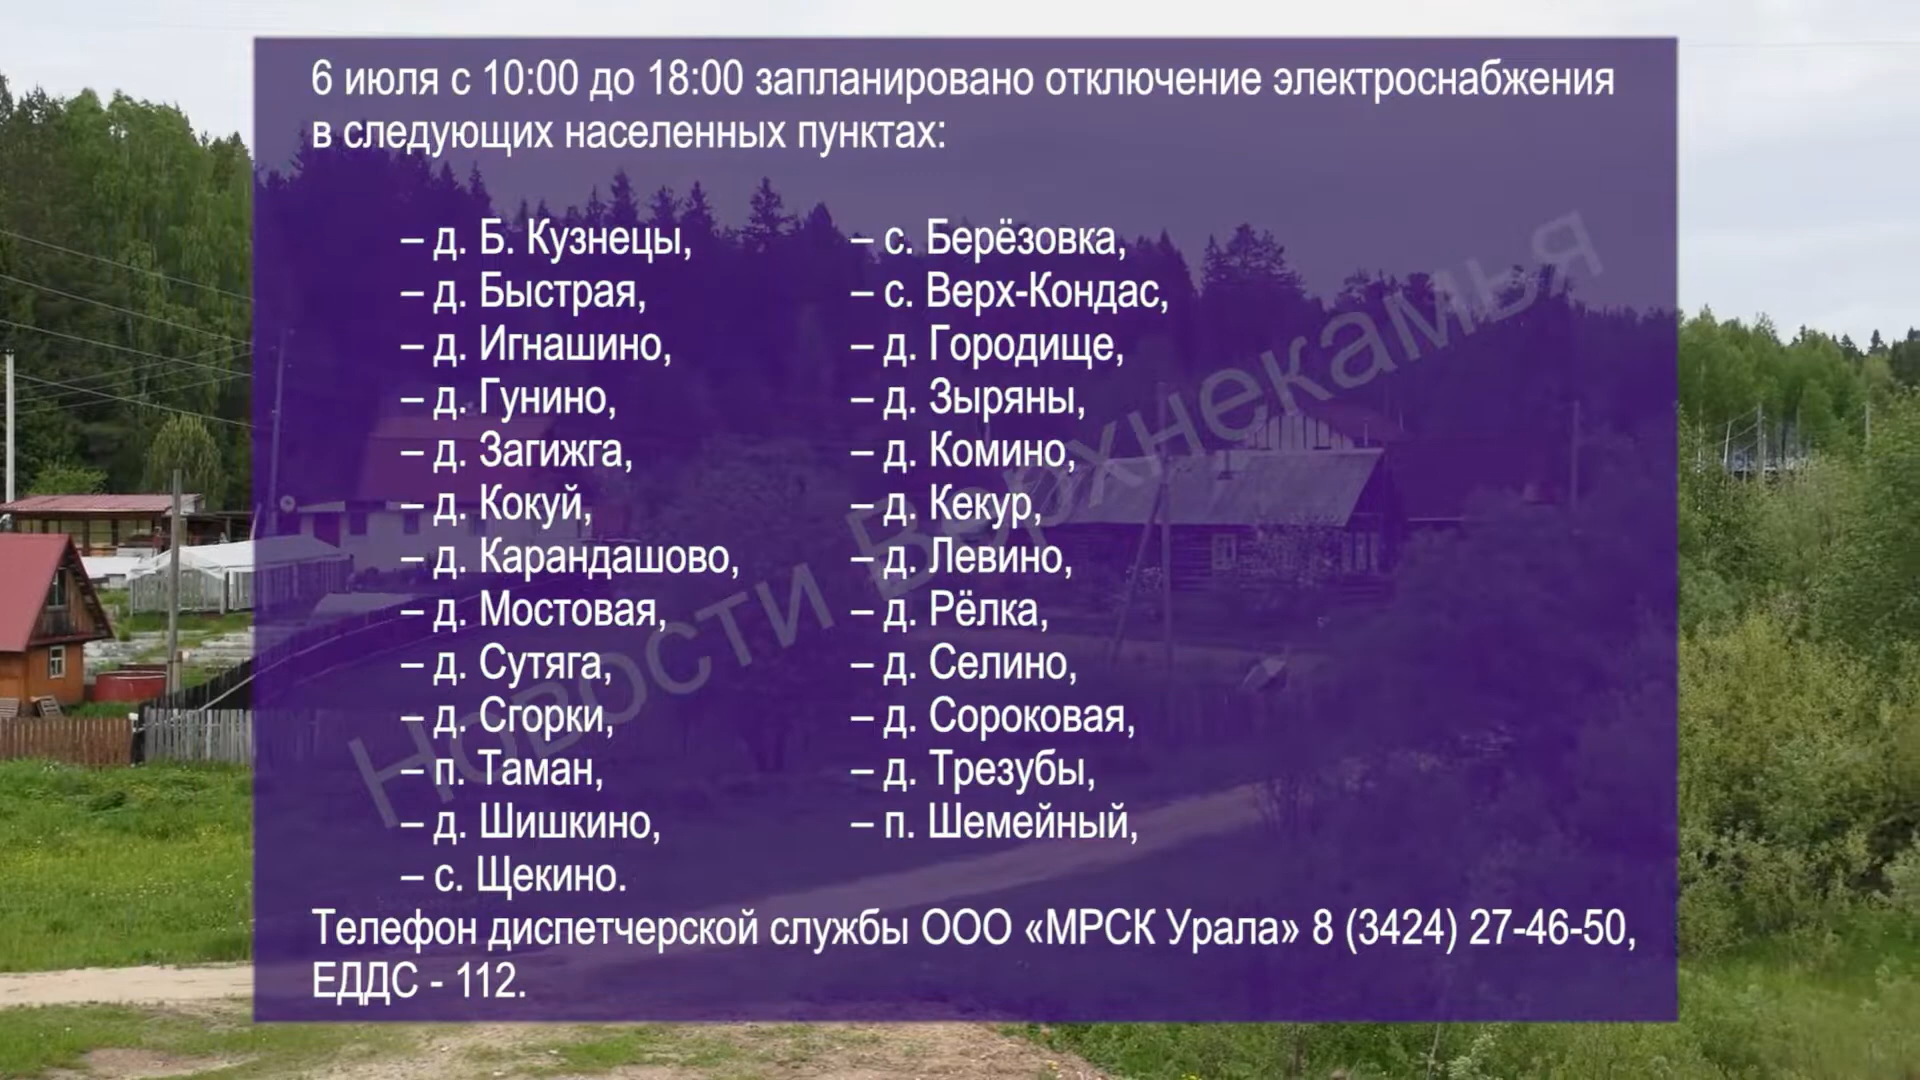 6 июля с 10:00 до 18:00 запланировано отключение электроснабжения
в следующих населенных пунктах:
– д. Б. Кузнецы,
– д. Быстрая,
– д. Игнашино,
– д. Гунино,
– д. Загижга,
– д. Кокуй,
– д. Карандашово,
– д. Мостовая,
– д. Сутяга,
– д. Сгорки,
– п. Таман,
– д. Шишкино,
– с. Щекино.
– с. Берёзовка,
– с. Верх-Кондас,
– д. Городище,
– д. Зыряны,
– д. Комино,
– д. Кекур,
– д. Левино,
– д. Рёлка,
– д. Селино,
– д. Сороковая,
– д. Трезубы,
– п. Шемейный,
Телефон диспетчерской службы ООО «МРСК Урала» 8 (3424) 27-46-50,
ЕДДС - 112.
Новости Верхнекамья